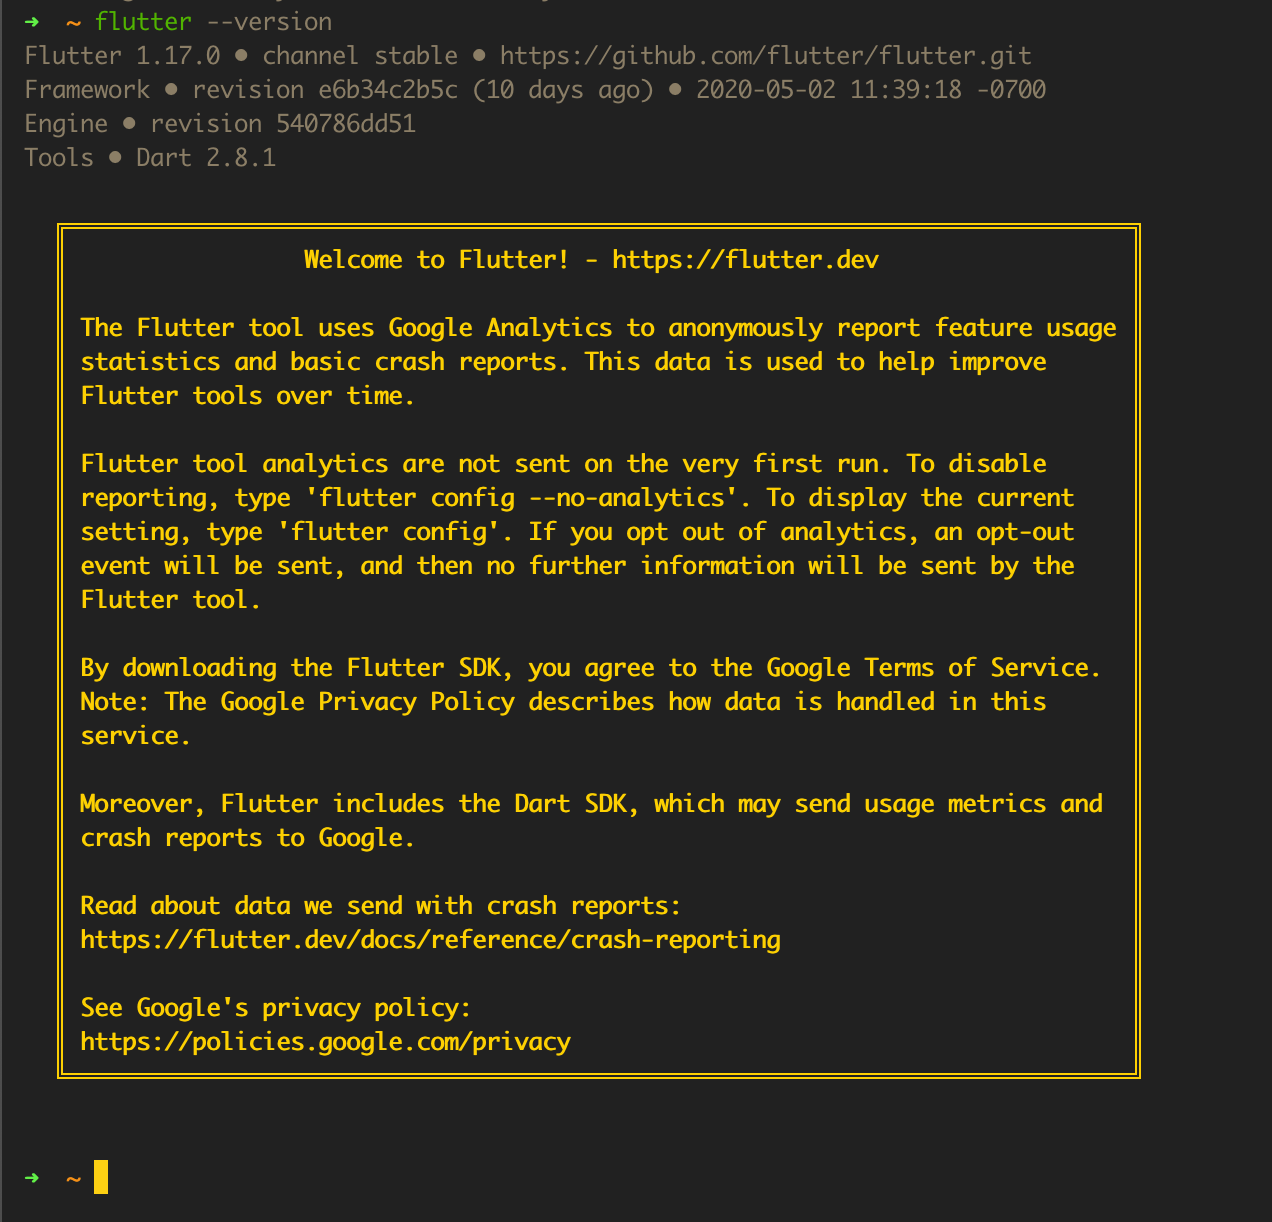 ➜ ~ flutter --version
Flutter 1.17.0 • channel stable • https://github.com/flutter/flutter.git
Framework • revision e6b34c2b5c (10 days ago) • 2020-05-02 11:39:18 -0700
Engine • revision 540786dd51
Tools • Dart 2.8.1
Welcome to Flutter! - https://flutter.dev
The Flutter tool uses Google Analytics to anonymously report feature usage
statistics and basic crash reports. This data is used to help improve
Flutter tools over time.
Flutter tool analytics are not sent on the very first run. To disable
reporting, type 'flutter config --no-analytics'. To display the current
setting, type 'flutter config'. If you opt out of analytics, an opt-out
event will be sent, and then no further information will be sent by the
Flutter tool.
By downloading the Flutter SDK, you agree to the Google Terms of Service.
Note: The Google Privacy Policy describes how data is handled in this
service.
Moreover, Flutter includes the Dart SDK, which may send usage metrics and
crash reports to Google.
Read about data we send with crash reports:
https://flutter.dev/docs/reference/crash-reporting
See Google's privacy policy:
https://policies.google.com/privacy
➜ ~